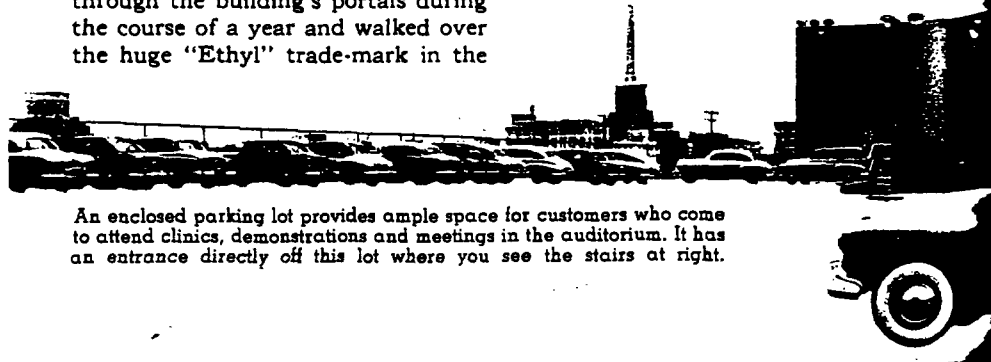 through the building's portals during
the course of a year and walked over
the huge "Ethyl" trade-mark in the
An enclosed parking lot provides ample space for customers who come
to attend clinics, demonstrations and meetings in the auditorium. It has
an entrance directly off this lot where you see the stairs at right.